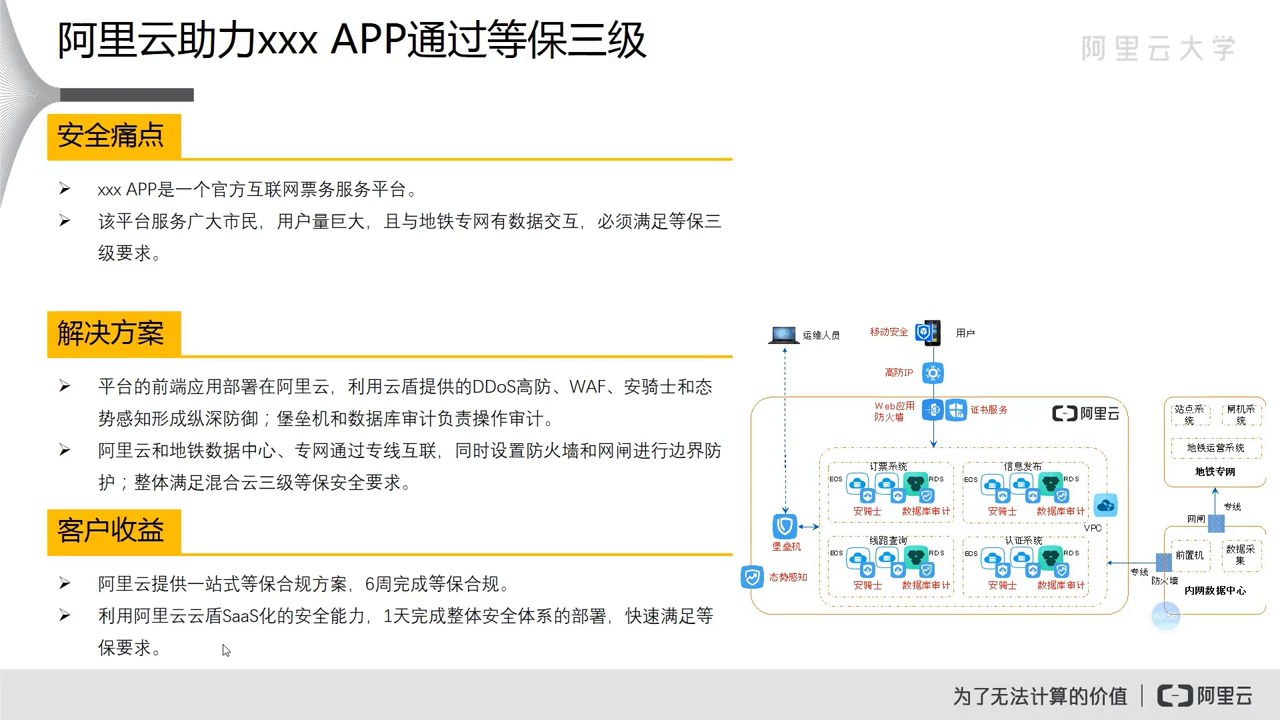 阿里云助力xxx APP通过等保三级
阿里云大学
安全痛点
xxx APP是一个官方互联网票务服务平台。
该平台服务广大市民，用户量巨大，且与地铁专网有数据交互，必须满足等保三
级要求。
解决方案
平台的前端应用部署在阿里云，利用云盾提供的DDoS高防、WAF、安骑士和态
势感知形成纵深防御；堡垒机和数据库审计负责操作审计。
阿里云和地铁数据中心、专网通过专线互联，同时设置防火墙和网闸进行边界防
护；整体满足混合云三级等保安全要求。
客户收益
阿里云提供一站式等保合规方案，6周完成等保合规。
利用阿里云云盾SaaS化的安全能力，1天完成整体安全体系的部署，快速满足等
保要求。
运维人员
移动安全
用户
高防IP
Web应用
防火墙
证书服务
阿里云
订票系统
ECS
RDS
安骑士
数据库审计
信息发布
ECS
RDS
安骑士
数据库审计
线路查询
ECS
RDS
安骑士
数据库审计
认证系统
ECS
RDS
安骑士
数据库审计
VPC
堡垒机
态势感知
站点系
统
闸机系
统
地铁运营系统
地铁专网
专线
网闸
前置机
数据采
集
专线
防火墙
内网数据中心
为了无法计算的价值
阿里云